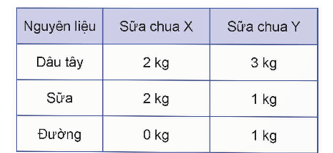 Nguyên liệu Sữa chua X Sữa chua Y
Dâu tây 2 kg 3 kg
Sữa 2 kg 1 kg
Đường 0 kg 1 kg